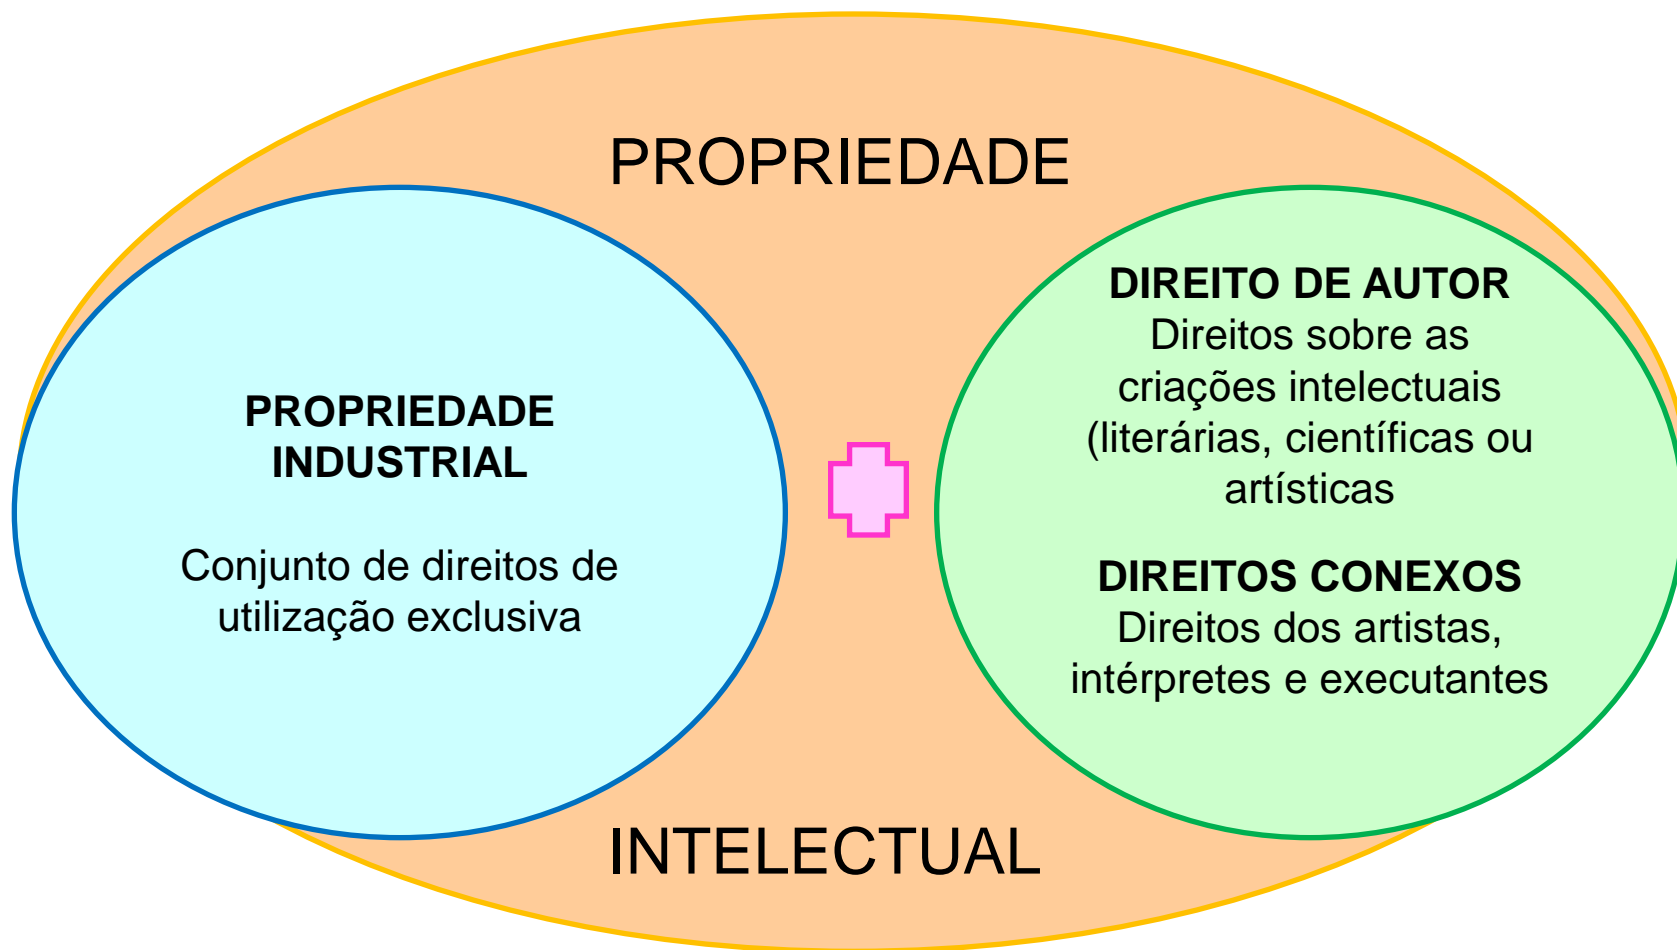 PROPRIEDADE
PROPRIEDADE
INDUSTRIAL
Conjunto de direitos de
utilização exclusiva
DIREITO DE AUTOR
Direitos sobre as
criações intelectuais
(literárias, científicas ou
artísticas
DIREITOS CONEXOS
Direitos dos artistas,
intérpretes e executantes
INTELECTUAL